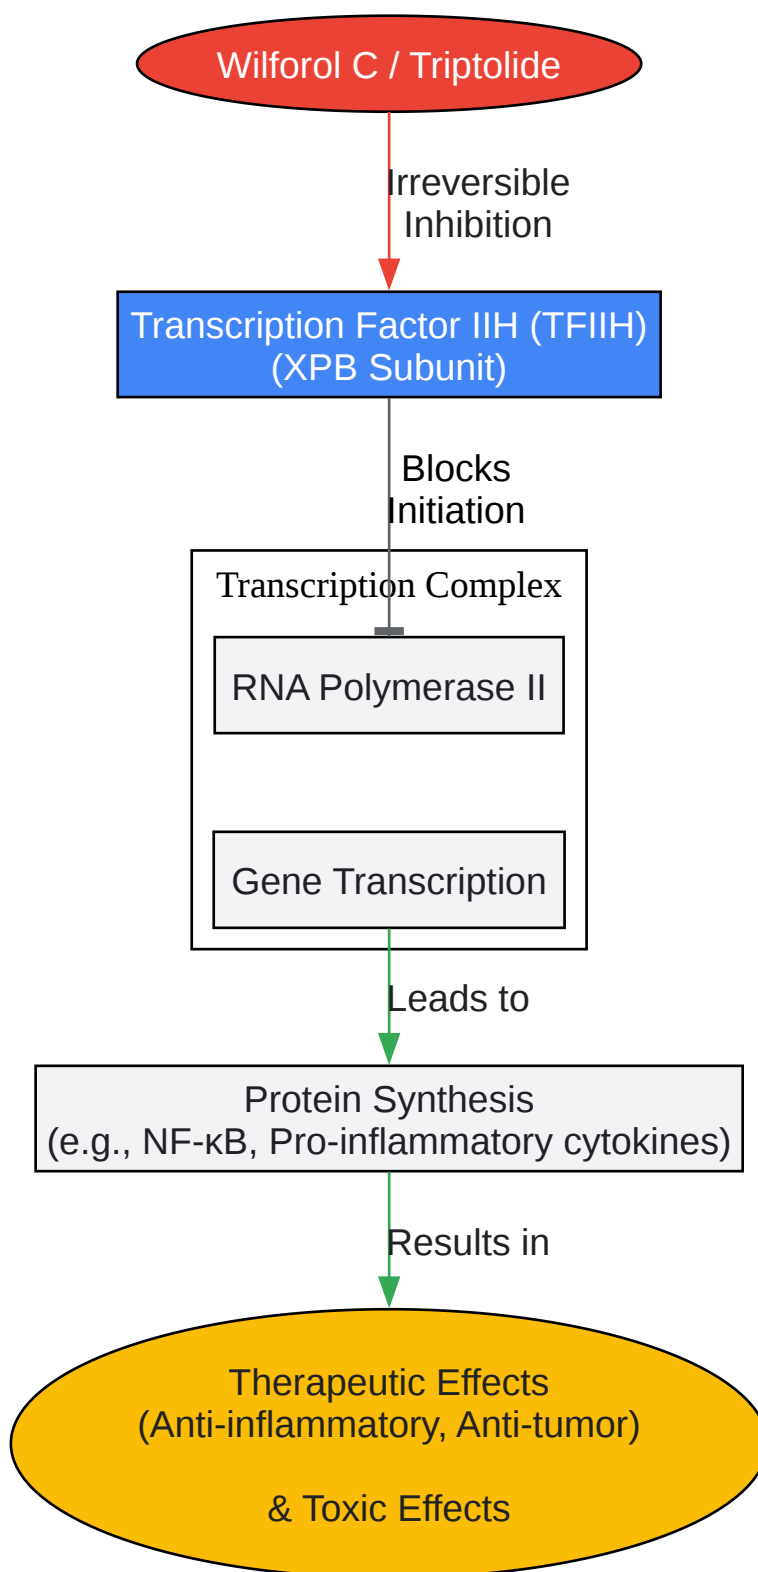 Wilforol C / Triptolide
Irreversible
Inhibition
Transcription Factor IIH (TFIIH)
(XPB Subunit)
Blocks
Initiation
Transcription Complex
RNA Polymerase II
Gene Transcription
Leads to
Protein Synthesis
(e.g., NF-κB, Pro-inflammatory cytokines)
Results in
Therapeutic Effects
(Anti-inflammatory, Anti-tumor)
& Toxic Effects